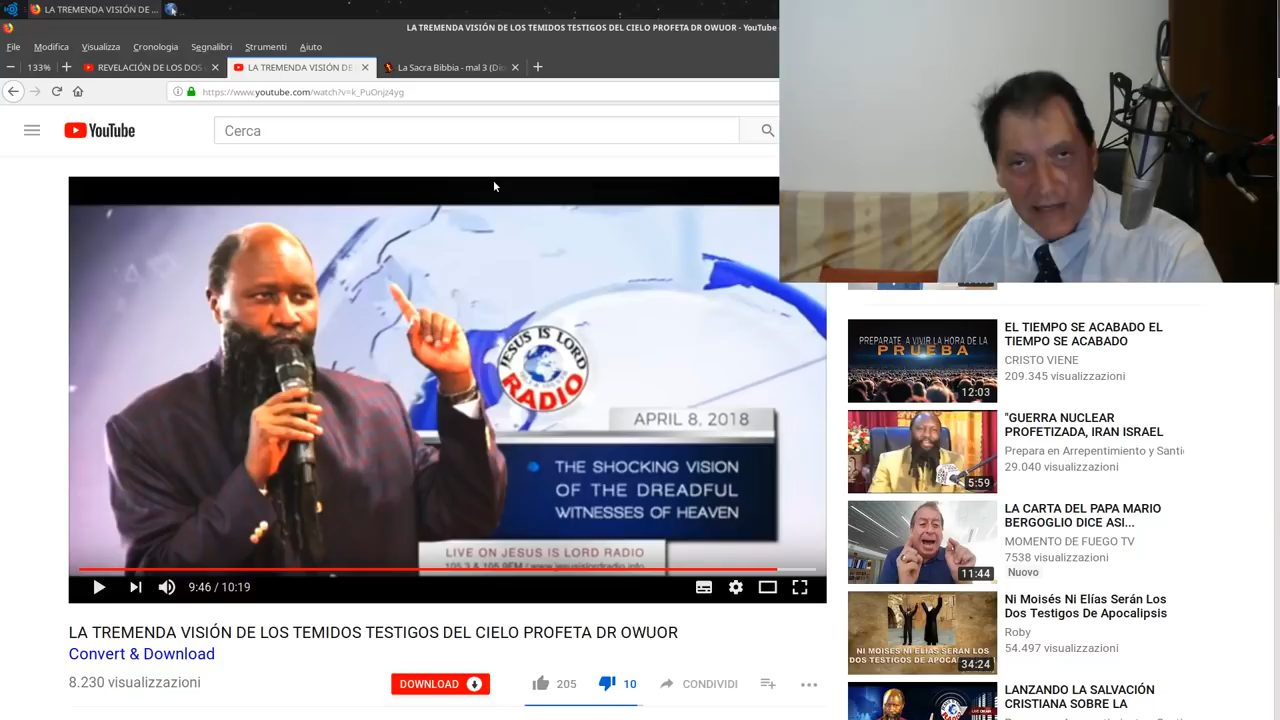 LA TREMENDA VISIÓN DE ...
LA TREMENDA VISIÓN DE LOS TEMIDOS TESTIGOS DEL CIELO PROFETA DR OWUOR - YouTube
File Modifica Visualizza Cronologia Segnalibri Strumenti Aiuto
133% REVELACIÓN DE LOS DOS LA TREMENDA VISIÓN DE La Sacra Bibbia - mal 3 (Di
https://www.youtube.com/watch?v=k_PuOnjz4yg
YouTube
Cerca
JESUS IS LORD
RADIO
APRIL 8, 2018
THE SHOCKING VISION
OF THE DREADFUL
WITNESSES OF HEAVEN
LIVE ON JESUS IS LORD RADIO
9:46 / 10:19
LA TREMENDA VISIÓN DE LOS TEMIDOS TESTIGOS DEL CIELO PROFETA DR OWUOR
Convert & Download
8.230 visualizzazioni
DOWNLOAD
205
10
CONDIVIDI
PREPARATE A VIVIR LA HORA DE LA
PRUEBA
12:03
EL TIEMPO SE ACABADO EL
TIEMPO SE ACABADO
CRISTO VIENE
209.345 visualizzazioni
5:59
"GUERRA NUCLEAR
PROFETIZADA, IRAN ISRAEL
Prepara en Arrepentimiento y Santi
29.040 visualizzazioni
11:44
LA CARTA DEL PAPA MARIO
BERGOGLIO DICE ASI...
MOMENTO DE FUEGO TV
7538 visualizzazioni
Nuovo
NI MOISES NI ELIAS SERAN LOS
DOS TESTIGOS DE APOCA
34:24
Ni Moisés Ni Elías Serán Los
Dos Testigos De Apocalipsis
Roby
54.497 visualizzazioni
LANZANDO LA SALVACIÓN
CRISTIANA SOBRE LA